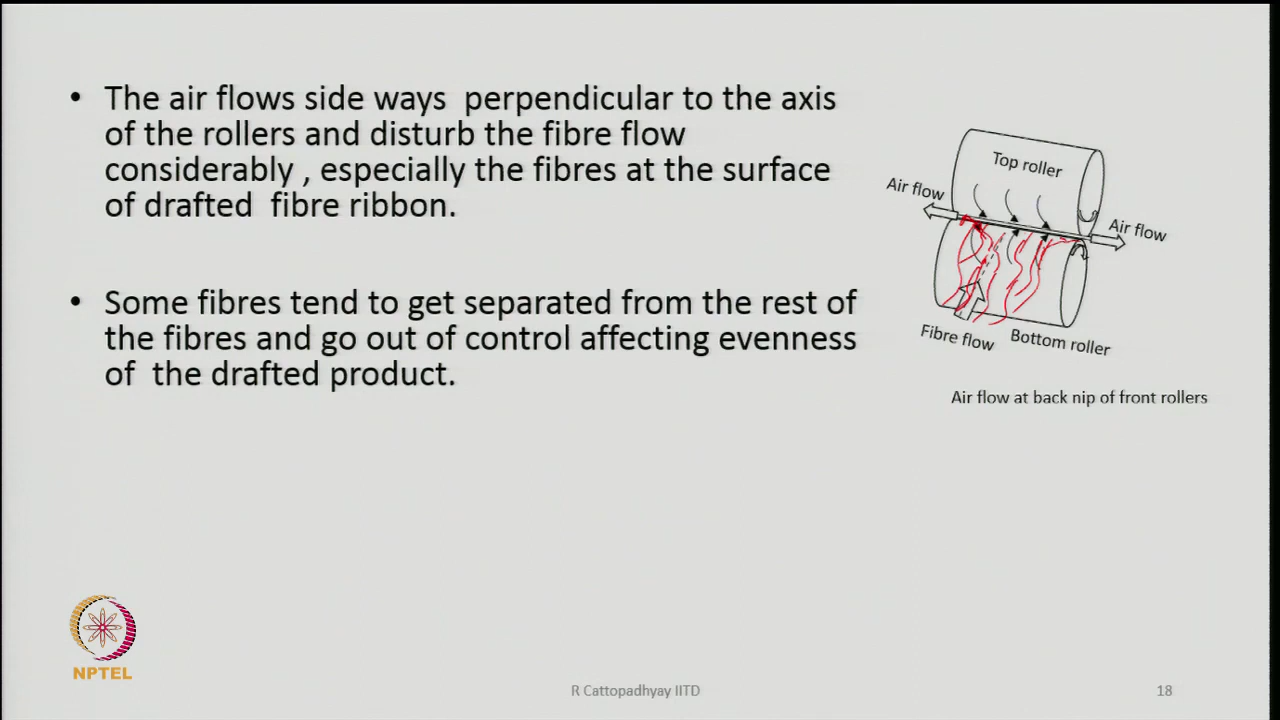 • The air flows side ways perpendicular to the axis
of the rollers and disturb the fibre flow
considerably , especially the fibres at the surface
of drafted fibre ribbon.
• Some fibres tend to get separated from the rest of
the fibres and go out of control affecting evenness
of the drafted product.
Top roller
Air flow
Air flow
Fibre flow
Bottom roller
Air flow at back nip of front rollers
NPTEL
R Cattopadhyay IITD
18